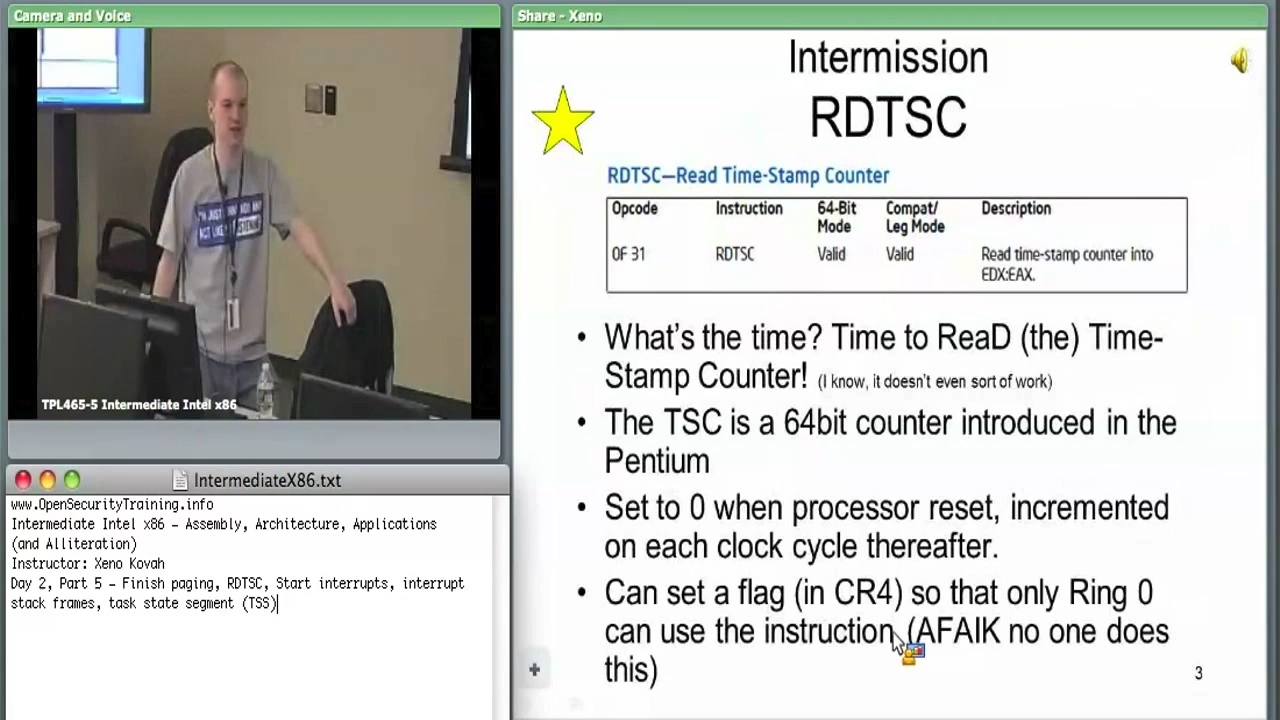 Camera and Voice
TPL465-5 Intermediate Intel x86
IntermediateX86.txt
www.OpenSecurityTraining.info
Intermediate Intel x86 – Assembly, Architecture, Applications
(and Alliteration)
Instructor: Xeno Kovah
Day 2, Part 5 – Finish paging, RDTSC, Start interrupts, interrupt
stack frames, task state segment (TSS)
Share - Xeno
Intermission
RDTSC
RDTSC—Read Time-Stamp Counter
Opcode Instruction 64-Bit Mode Compat/ Leg Mode Description
0F 31 RDTSC Valid Valid Read time-stamp counter into
EDX:EAX.
• What's the time? Time to ReaD (the) Time-
Stamp Counter! (I know, it doesn't even sort of work)
• The TSC is a 64bit counter introduced in the
Pentium
• Set to 0 when processor reset, incremented
on each clock cycle thereafter.
• Can set a flag (in CR4) so that only Ring 0
can use the instruction (AFAIK no one does
this)
3